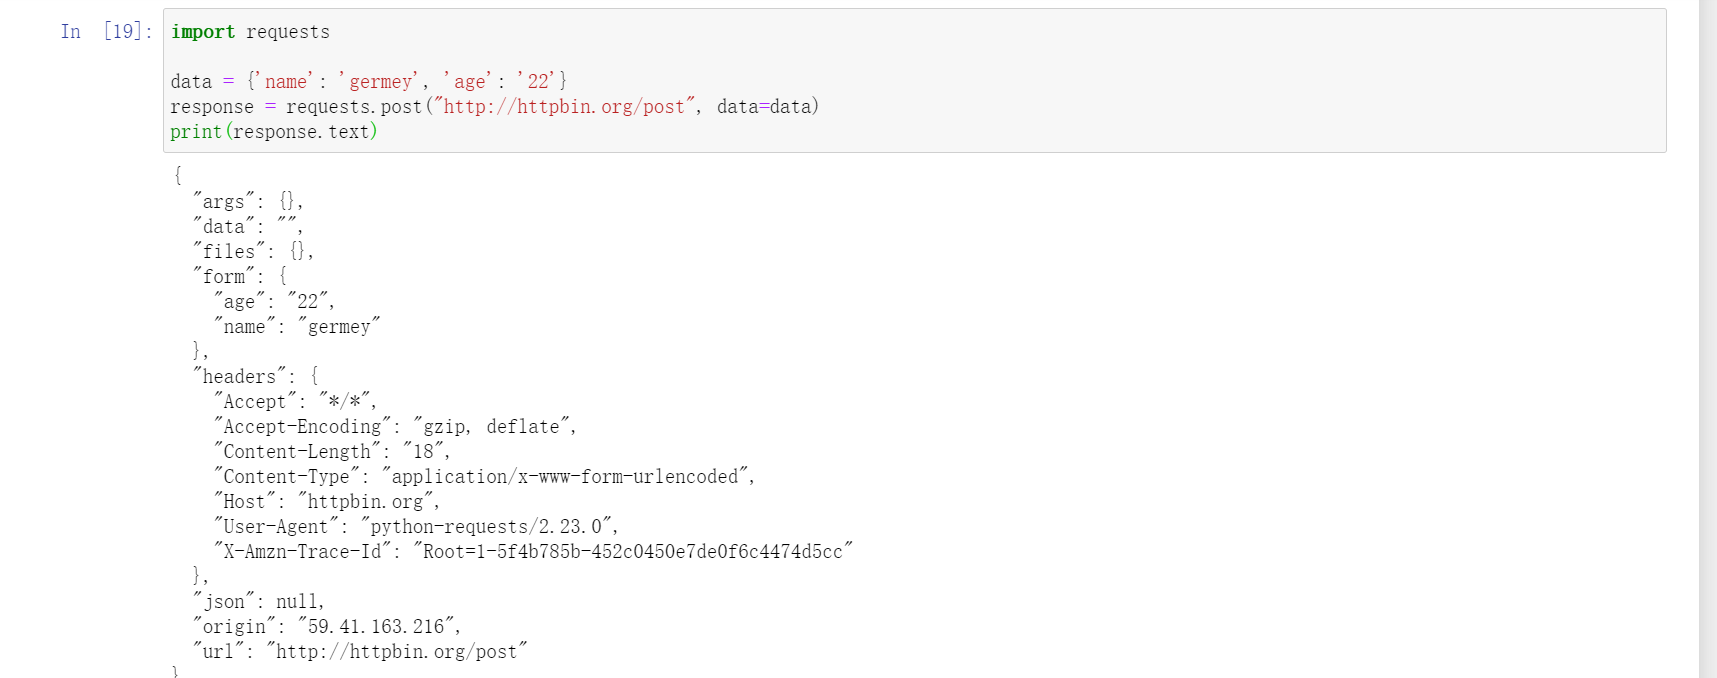 In [19]: import requests
data = {'name': 'germey', 'age': '22'}
response = requests.post("http://httpbin.org/post", data=data)
print(response.text)
{
"args": {},
"data": "",
"files": {},
"form": {
"age": "22",
"name": "germey"
},
"headers": {
"Accept": "*/*",
"Accept-Encoding": "gzip, deflate",
"Content-Length": "18",
"Content-Type": "application/x-www-form-urlencoded",
"Host": "httpbin.org",
"User-Agent": "python-requests/2.23.0",
"X-Amzn-Trace-Id": "Root=1-5f4b785b-452c0450e7de0f6c4474d5cc"
},
"json": null,
"origin": "59.41.163.216",
"url": "http://httpbin.org/post"
}